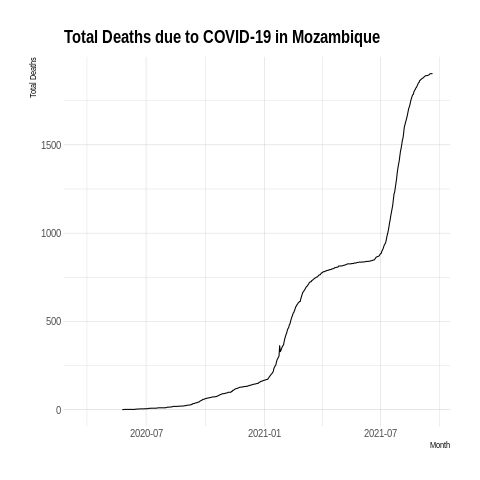 Total Deaths due to COVID-19 in Mozambique
Total Deaths
1500
1000
500
0
2020-07
2021-01
2021-07
Month